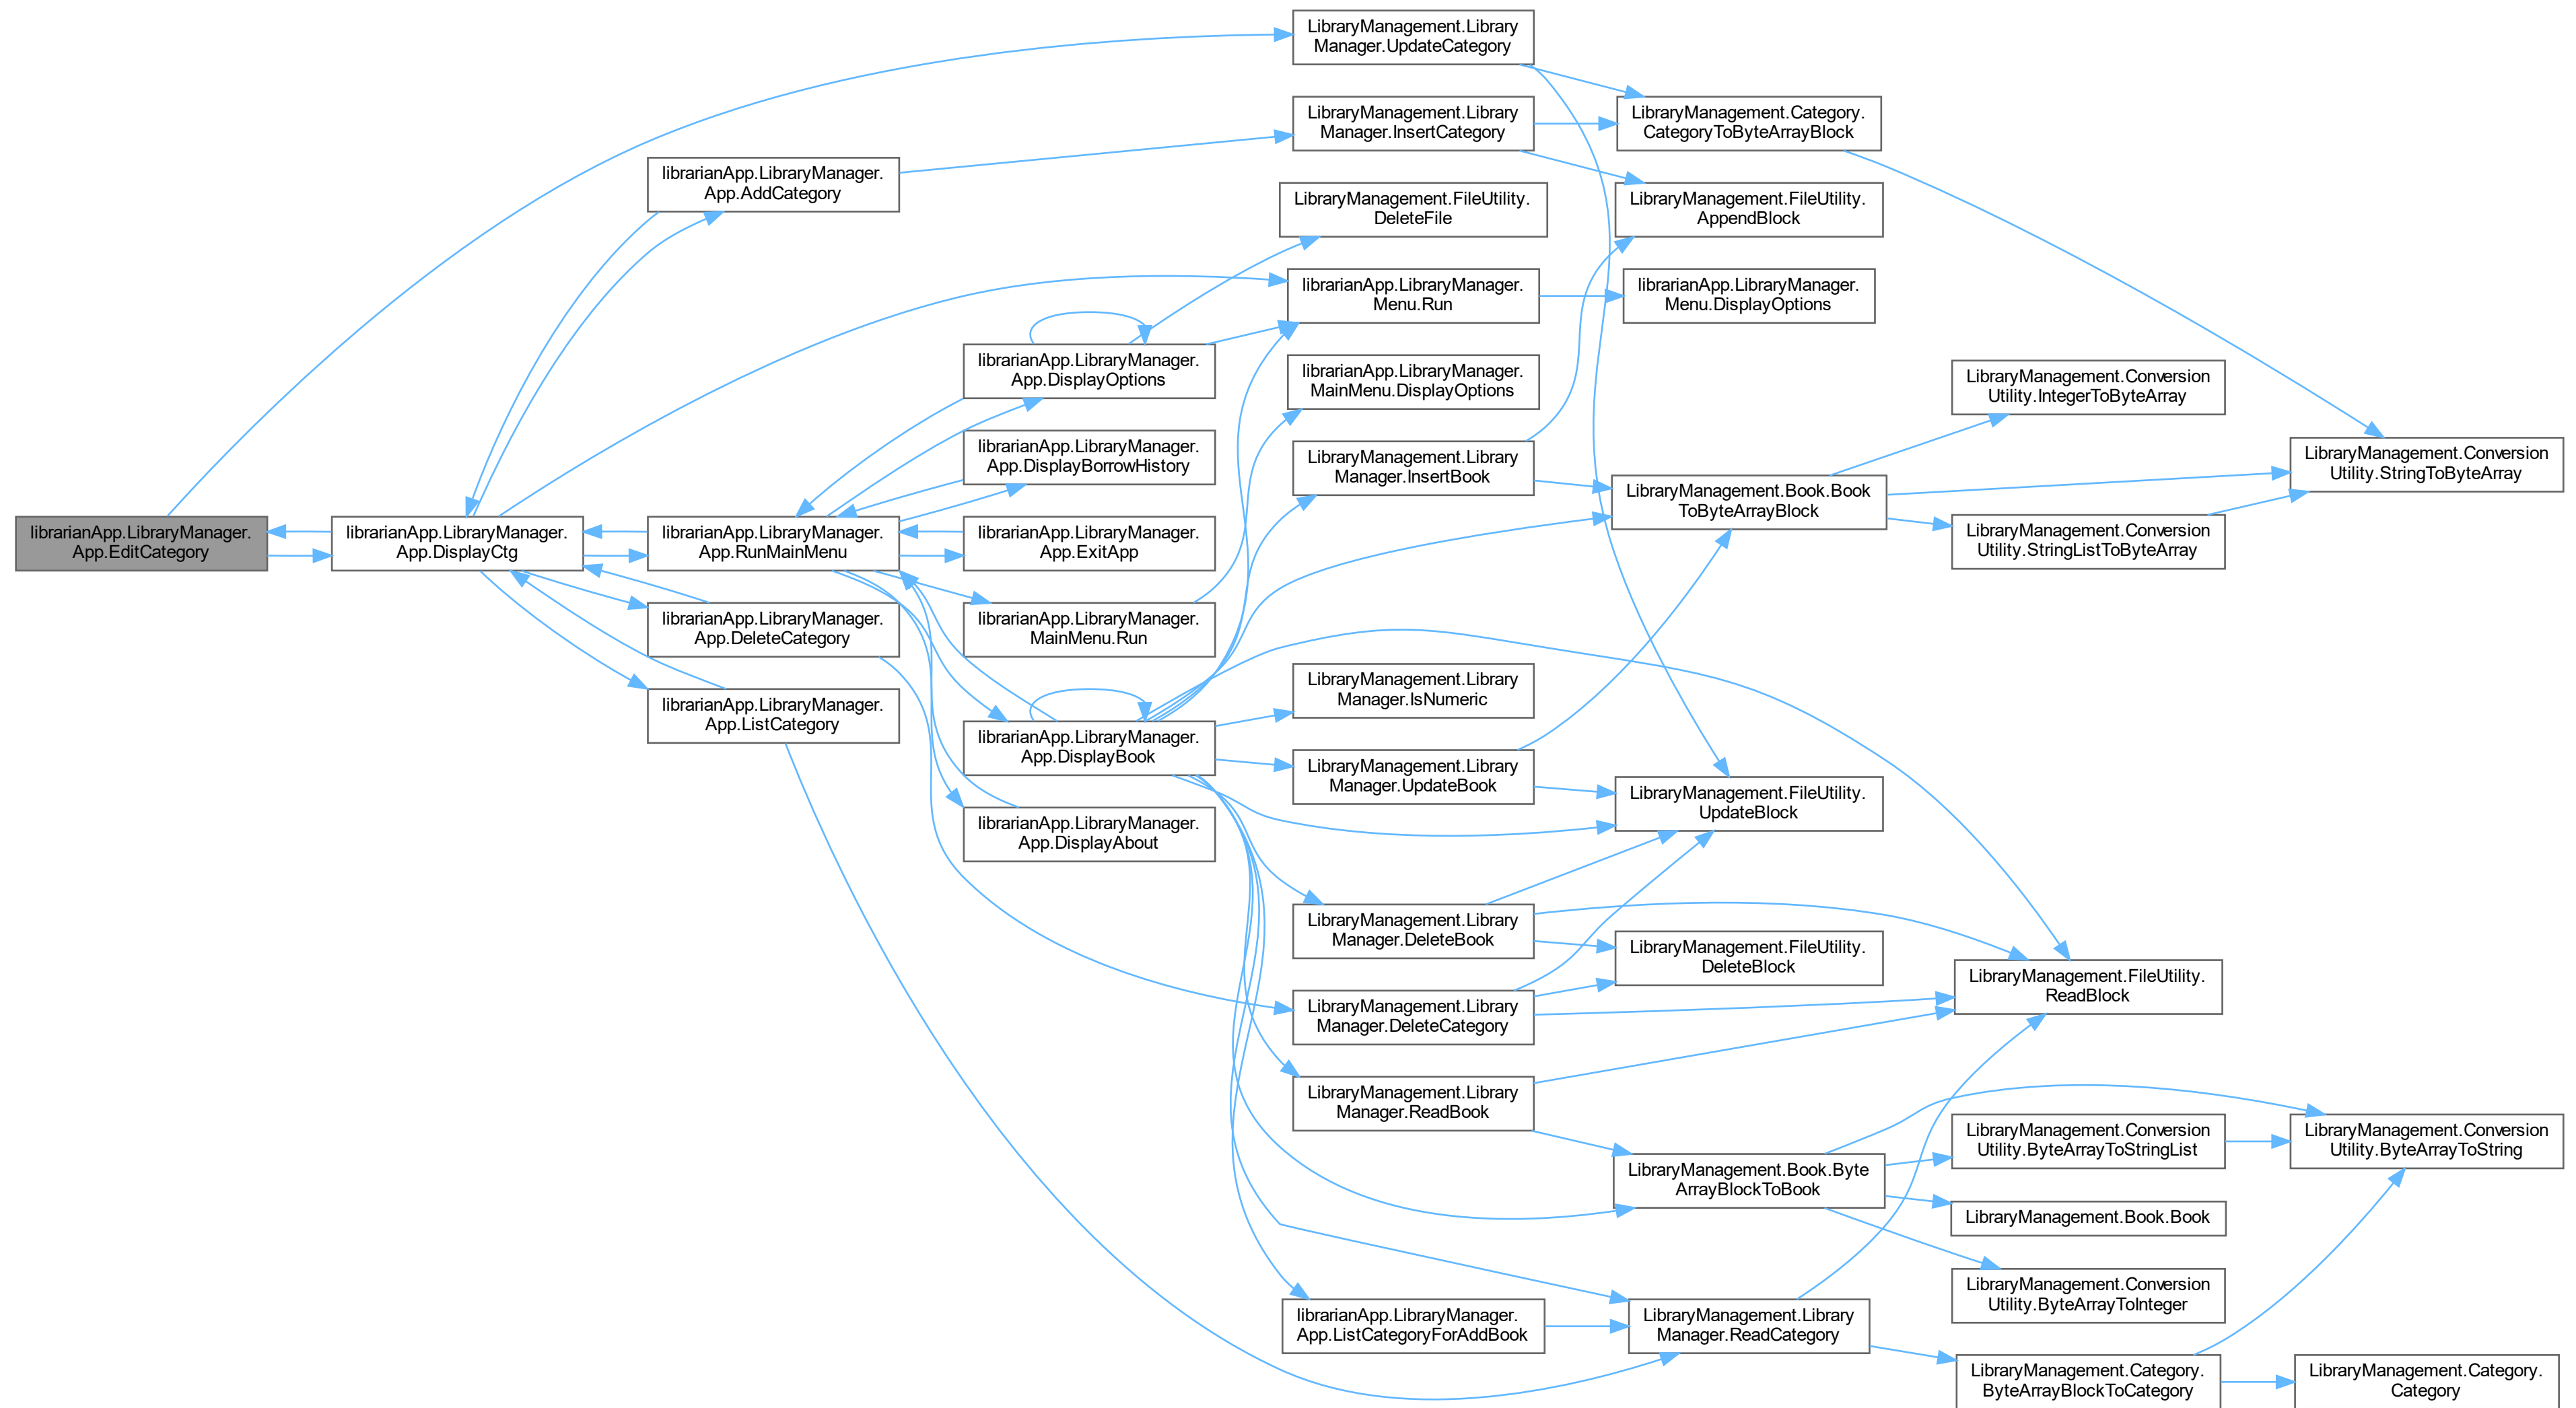 librarianApp.LibraryManager.
App.EditCategory
librarianApp.LibraryManager.
App.DisplayCtg
librarianApp.LibraryManager.
App.AddCategory
librarianApp.LibraryManager.
App.RunMainMenu
librarianApp.LibraryManager.
App.DeleteCategory
librarianApp.LibraryManager.
App.ListCategory
librarianApp.LibraryManager.
App.DisplayOptions
librarianApp.LibraryManager.
App.DisplayBorrowHistory
librarianApp.LibraryManager.
App.ExitApp
librarianApp.LibraryManager.
MainMenu.Run
librarianApp.LibraryManager.
App.DisplayBook
librarianApp.LibraryManager.
App.DisplayAbout
LibraryManagement.Library
Manager.UpdateCategory
LibraryManagement.Library
Manager.InsertCategory
LibraryManagement.FileUtility.
DeleteFile
librarianApp.LibraryManager.
Menu.Run
librarianApp.LibraryManager.
MainMenu.DisplayOptions
LibraryManagement.Library
Manager.InsertBook
LibraryManagement.Library
Manager.IsNumeric
LibraryManagement.Library
Manager.UpdateBook
LibraryManagement.Library
Manager.DeleteBook
LibraryManagement.Library
Manager.DeleteCategory
LibraryManagement.Library
Manager.ReadBook
librarianApp.LibraryManager.
App.ListCategoryForAddBook
LibraryManagement.Category.
CategoryToByteArrayBlock
LibraryManagement.FileUtility.
AppendBlock
librarianApp.LibraryManager.
Menu.DisplayOptions
LibraryManagement.Book.Book
ToByteArrayBlock
LibraryManagement.FileUtility.
UpdateBlock
LibraryManagement.FileUtility.
DeleteBlock
LibraryManagement.Book.Byte
ArrayBlockToBook
LibraryManagement.Library
Manager.ReadCategory
LibraryManagement.Conversion
Utility.IntegerToByteArray
LibraryManagement.Conversion
Utility.StringListToByteArray
LibraryManagement.FileUtility.
ReadBlock
LibraryManagement.Conversion
Utility.ByteArrayToStringList
LibraryManagement.Book.Book
LibraryManagement.Conversion
Utility.ByteArrayToInteger
LibraryManagement.Category.
ByteArrayBlockToCategory
LibraryManagement.Conversion
Utility.StringToByteArray
LibraryManagement.Conversion
Utility.ByteArrayToString
LibraryManagement.Category.
Category